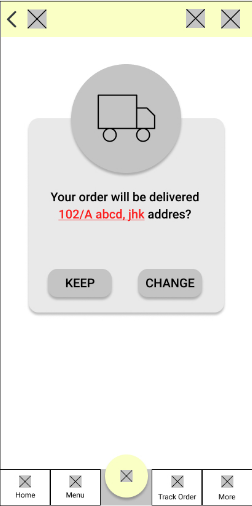 Your order will be delivered
102/A abcd, jhk addres?
KEEP
CHANGE
Home
Menu
Track Order
More